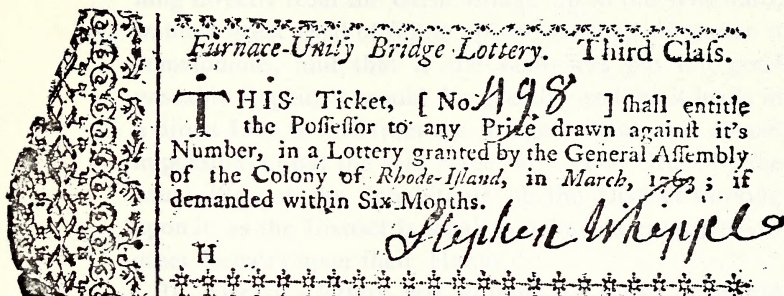 Furnace-Unity Bridge Lottery. Third Claſs.
THIS Ticket, [ No. 1198 ] ſhall entitle
the Poſſeſſor to any Prize drawn againſt it's
Number, in a Lottery granted by the General Aſſembly
of the Colony of Rhode-Iſland, in March, 1763; if
demanded within Six Months.
Stephen Whippel
H